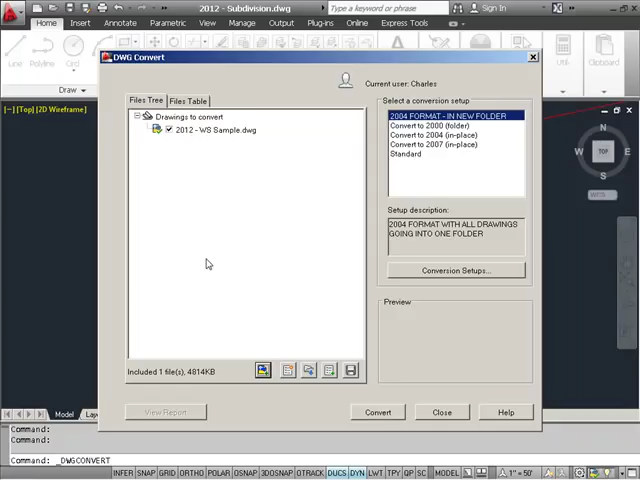 2012 - Subdivision.dwg
Type a keyword or phrase
Sign In
Home
Insert
Annotate
Parametric
View
Manage
Output
Plug-ins
Online
Express Tools
Line
Polyline
Draw
Utilities
Clipboard
[−] [Top] [2D Wireframe]
DWG Convert
Current user: Charles
Files Tree
Files Table
Drawings to convert
2012 - WS Sample.dwg
Included 1 file(s), 4814KB
Select a conversion setup
2004 FORMAT - IN NEW FOLDER
Convert to 2000 (folder)
Convert to 2004 (in-place)
Convert to 2007 (in-place)
Standard
Setup description:
2004 FORMAT WITH ALL DRAWINGS
GOING INTO ONE FOLDER
Conversion Setups...
Preview
View Report
Convert
Close
Help
N
W
TOP
E
S
WCS
Model
Command:
Command:
Command: _DWGCONVERT
INFER
SNAP
GRID
ORTHO
POLAR
OSNAP
3DOSNAP
OTRACK
DUCS
DYN
LWT
TPY
QP
SC
MODEL
1" = 50'